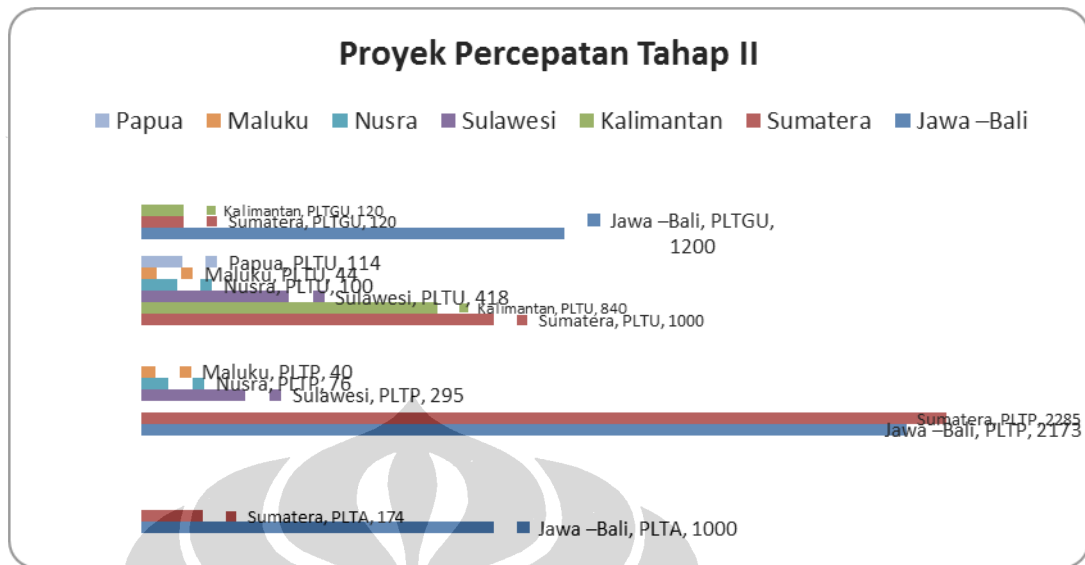 Proyek Percepatan Tahap II
Papua Maluku Nusra Sulawesi Kalimantan Sumatera Jawa –Bali
Kalimantan, PLTGU, 120
Sumatera, PLTGU, 120
Jawa –Bali, PLTGU,
1200
Papua, PLTU, 114
Maluku, PLTU, 44
Nusra, PLTU, 100
Sulawesi, PLTU, 418
Kalimantan, PLTU, 840
Sumatera, PLTU, 1000
Maluku, PLTP, 40
Nusra, PLTP, 76
Sulawesi, PLTP, 295
Sumatera, PLTP, 2285
Jawa –Bali, PLTP, 2173
Sumatera, PLTA, 174
Jawa –Bali, PLTA, 1000